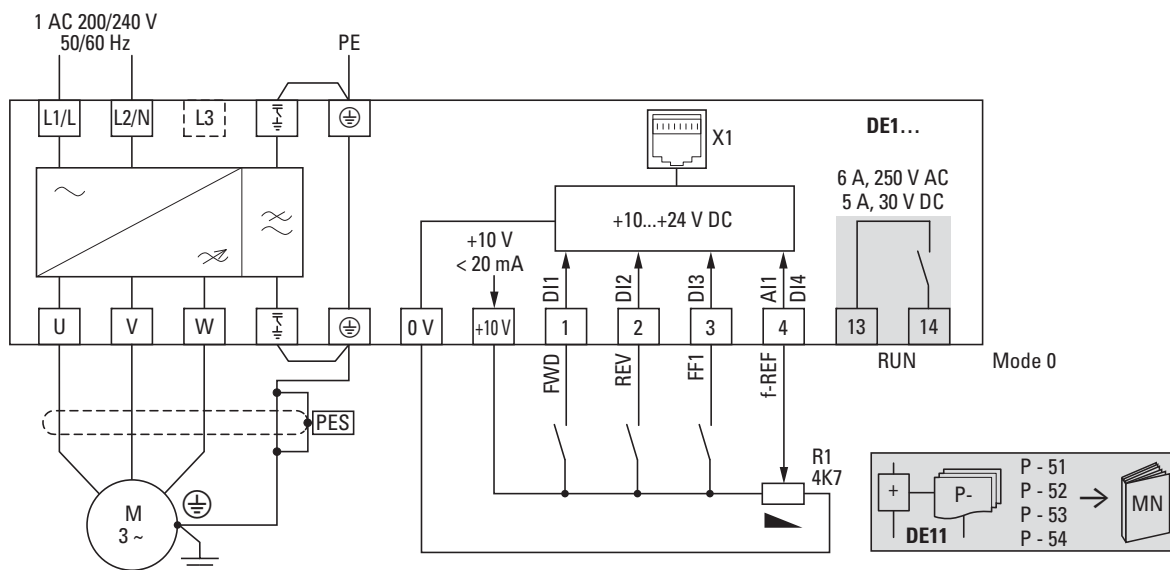 1 AC 200/240 V
50/60 Hz
PE
L1/L
L2/N
L3
X1
DE1…
6 A, 250 V AC
5 A, 30 V DC
+10...+24 V DC
+10 V
< 20 mA
DI1
DI2
DI3
AI1
DI4
U
V
W
0 V
+10 V
1
2
3
4
13
14
FWD
REV
FF1
f-REF
RUN
Mode 0
PES
R1
4K7
M
3 ~
+
P-
DE11
P - 51
P - 52
P - 53
P - 54
MN